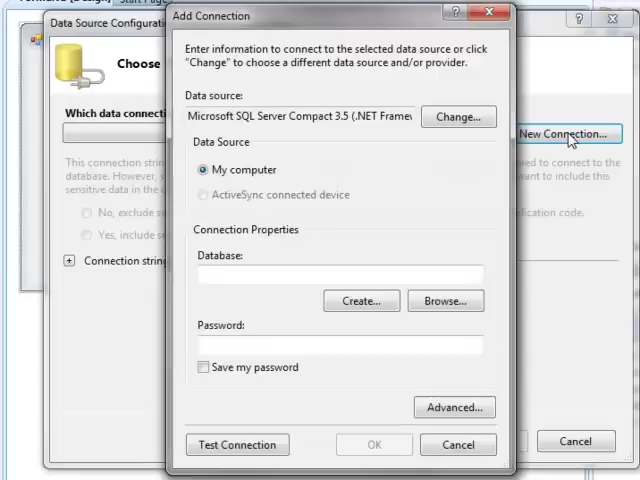 Start Page
Data Source Configurati
Add Connection
Enter information to connect to the selected data source or click
"Change" to choose a different data source and/or provider.
Choose
Data source:
Which data connecti
Microsoft SQL Server Compact 3.5 (.NET Framew
Change...
New Connection...
Data Source
This connection strin
eed to connect to the
database. However, s
want to include this
sensitive data in the c
My computer
ActiveSync connected device
No, exclude se
plication code.
Yes, include se
Connection Properties
Connection string
Database:
Create...
Browse...
Password:
Save my password
Advanced...
Test Connection
OK
Cancel
Cancel